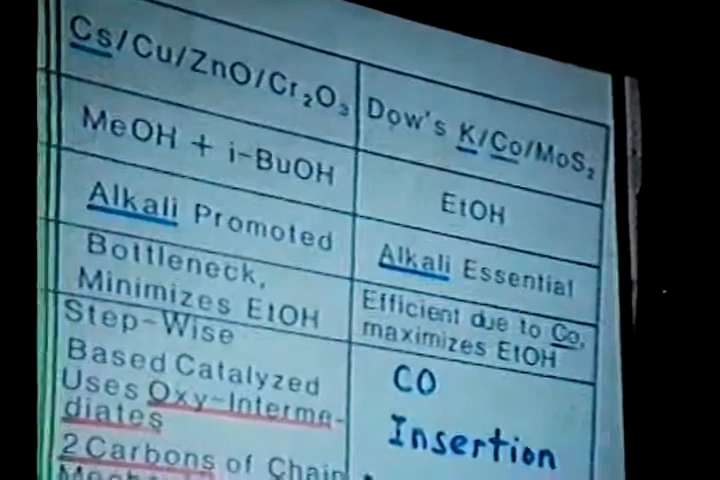 Cs/Cu/ZnO/Cr₂O₃
Dow's K/Co/MoS₂
MeOH + i-BuOH
EtOH
Alkali Promoted
Alkali Essential
Bottleneck,
Minimizes EtOH
Efficient due to Co,
maximizes EtOH
Step-Wise
Based Catalyzed
Uses Oxy-Interme-
diates
2 Carbons of Chain
CO
Insertion